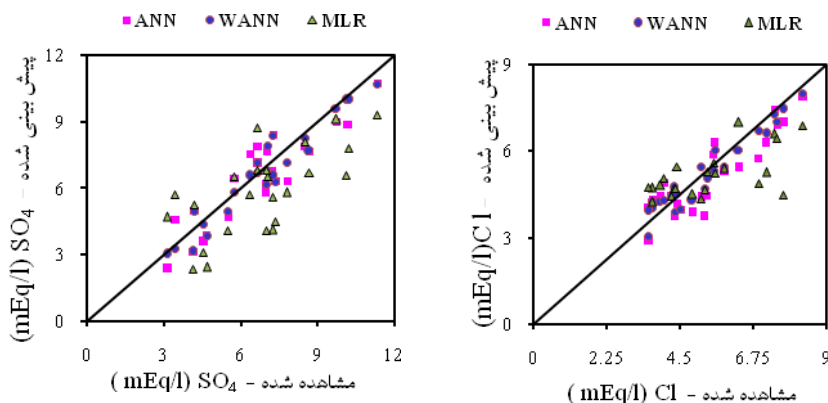 ANN WANN MLR
12
9
6
3
0
0 3 6 9 12
پیش بینی شده -
(mEq/l) SO₄
( mEq/l) SO₄ - مشاهده شده
ANN WANN MLR
9
6
3
0
0 2.25 4.5 6.75 9
پیش بینی شده -
(mEq/l)Cl -
( mEq/l) Cl - مشاهده شده